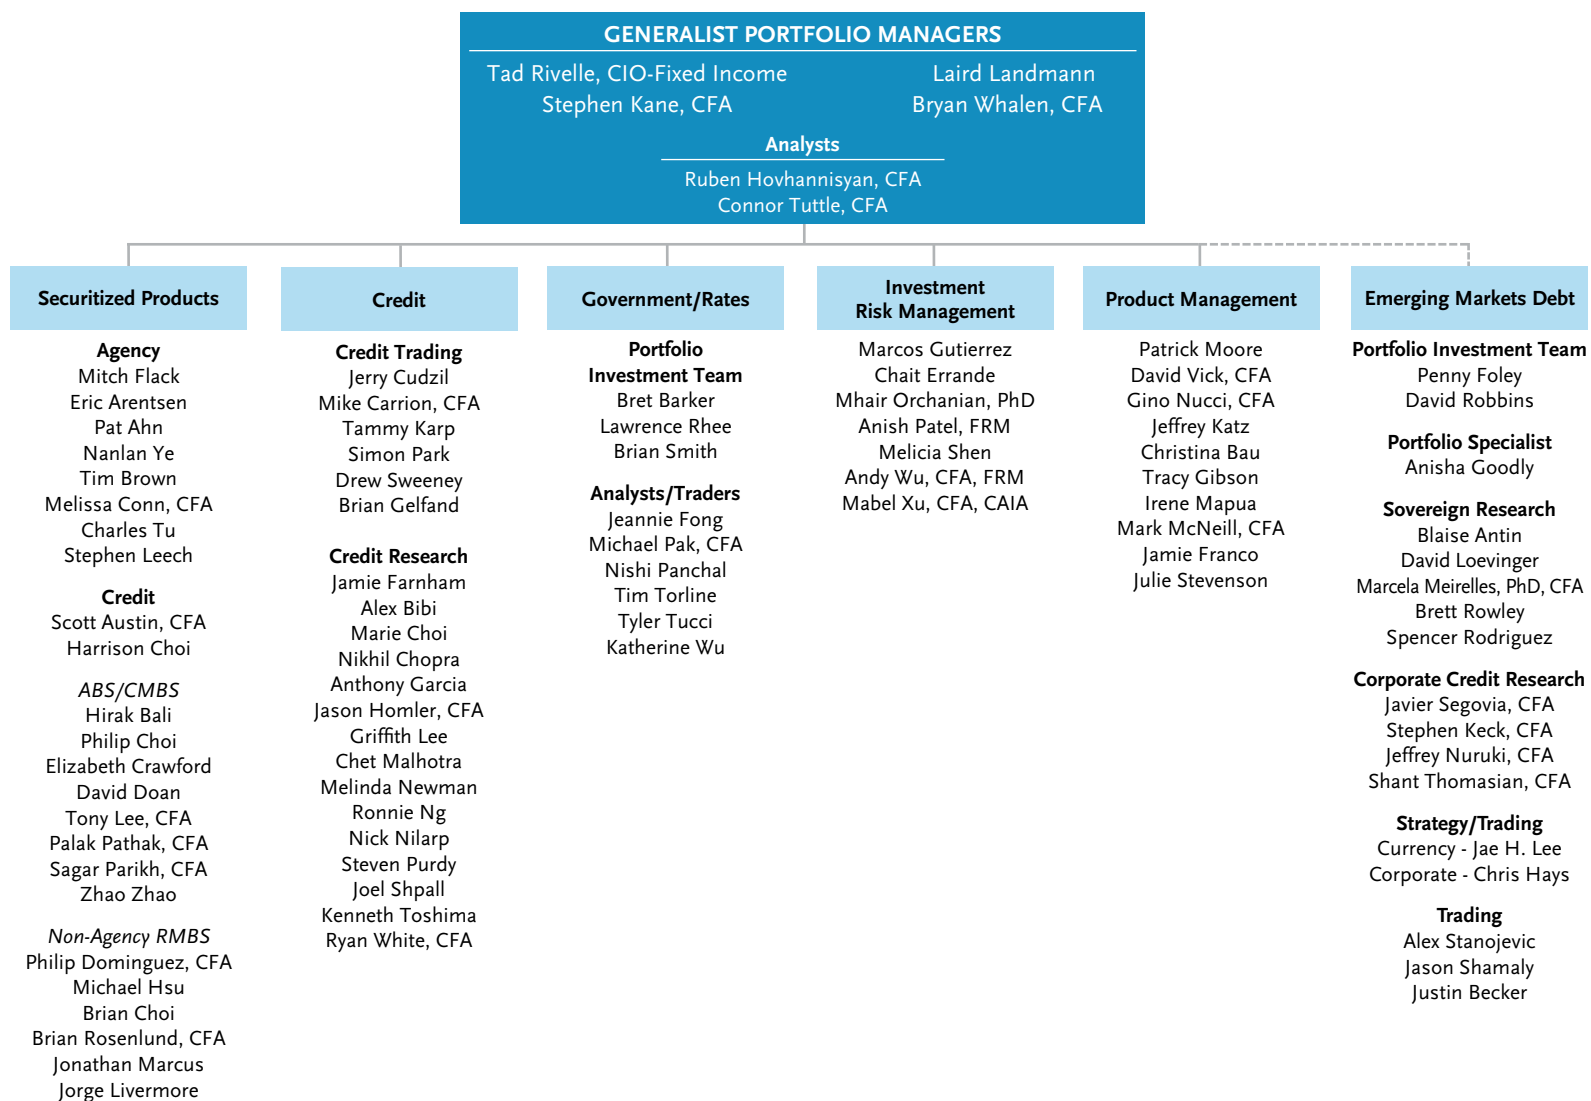 GENERALIST PORTFOLIO MANAGERS
Tad Rivelle, CIO-Fixed Income
Laird Landmann
Stephen Kane, CFA
Bryan Whalen, CFA
Analysts
Ruben Hovhannisyan, CFA
Connor Tuttle, CFA
Securitized Products
Agency
Mitch Flack
Eric Arentsen
Pat Ahn
Nanlan Ye
Tim Brown
Melissa Conn, CFA
Charles Tu
Stephen Leech
Credit
Scott Austin, CFA
Harrison Choi
ABS/CMBS
Hirak Bali
Philip Choi
Elizabeth Crawford
David Doan
Tony Lee, CFA
Palak Pathak, CFA
Sagar Parikh, CFA
Zhao Zhao
Non-Agency RMBS
Philip Dominguez, CFA
Michael Hsu
Brian Choi
Brian Rosenlund, CFA
Jonathan Marcus
Jorge Livermore
Credit
Credit Trading
Jerry Cudzil
Mike Carrion, CFA
Tammy Karp
Simon Park
Drew Sweeney
Brian Gelfand
Credit Research
Jamie Farnham
Alex Bibi
Marie Choi
Nikhil Chopra
Anthony Garcia
Jason Homler, CFA
Griffith Lee
Chet Malhotra
Melinda Newman
Ronnie Ng
Nick Nilarp
Steven Purdy
Joel Shpall
Kenneth Toshima
Ryan White, CFA
Government/Rates
Portfolio
Investment Team
Bret Barker
Lawrence Rhee
Brian Smith
Analysts/Traders
Jeannie Fong
Michael Pak, CFA
Nishi Panchal
Tim Torline
Tyler Tucci
Katherine Wu
Investment
Risk Management
Marcos Gutierrez
Chait Errande
Mhair Orchanian, PhD
Anish Patel, FRM
Melicia Shen
Andy Wu, CFA, FRM
Mabel Xu, CFA, CAIA
Product Management
Patrick Moore
David Vick, CFA
Gino Nucci, CFA
Jeffrey Katz
Christina Bau
Tracy Gibson
Irene Mapua
Mark McNeill, CFA
Jamie Franco
Julie Stevenson
Emerging Markets Debt
Portfolio Investment Team
Penny Foley
David Robbins
Portfolio Specialist
Anisha Goodly
Sovereign Research
Blaise Antin
David Loevinger
Marcela Meirelles, PhD, CFA
Brett Rowley
Spencer Rodriguez
Corporate Credit Research
Javier Segovia, CFA
Stephen Keck, CFA
Jeffrey Nuruki, CFA
Shant Thomasian, CFA
Strategy/Trading
Currency - Jae H. Lee
Corporate - Chris Hays
Trading
Alex Stanojevic
Jason Shamaly
Justin Becker